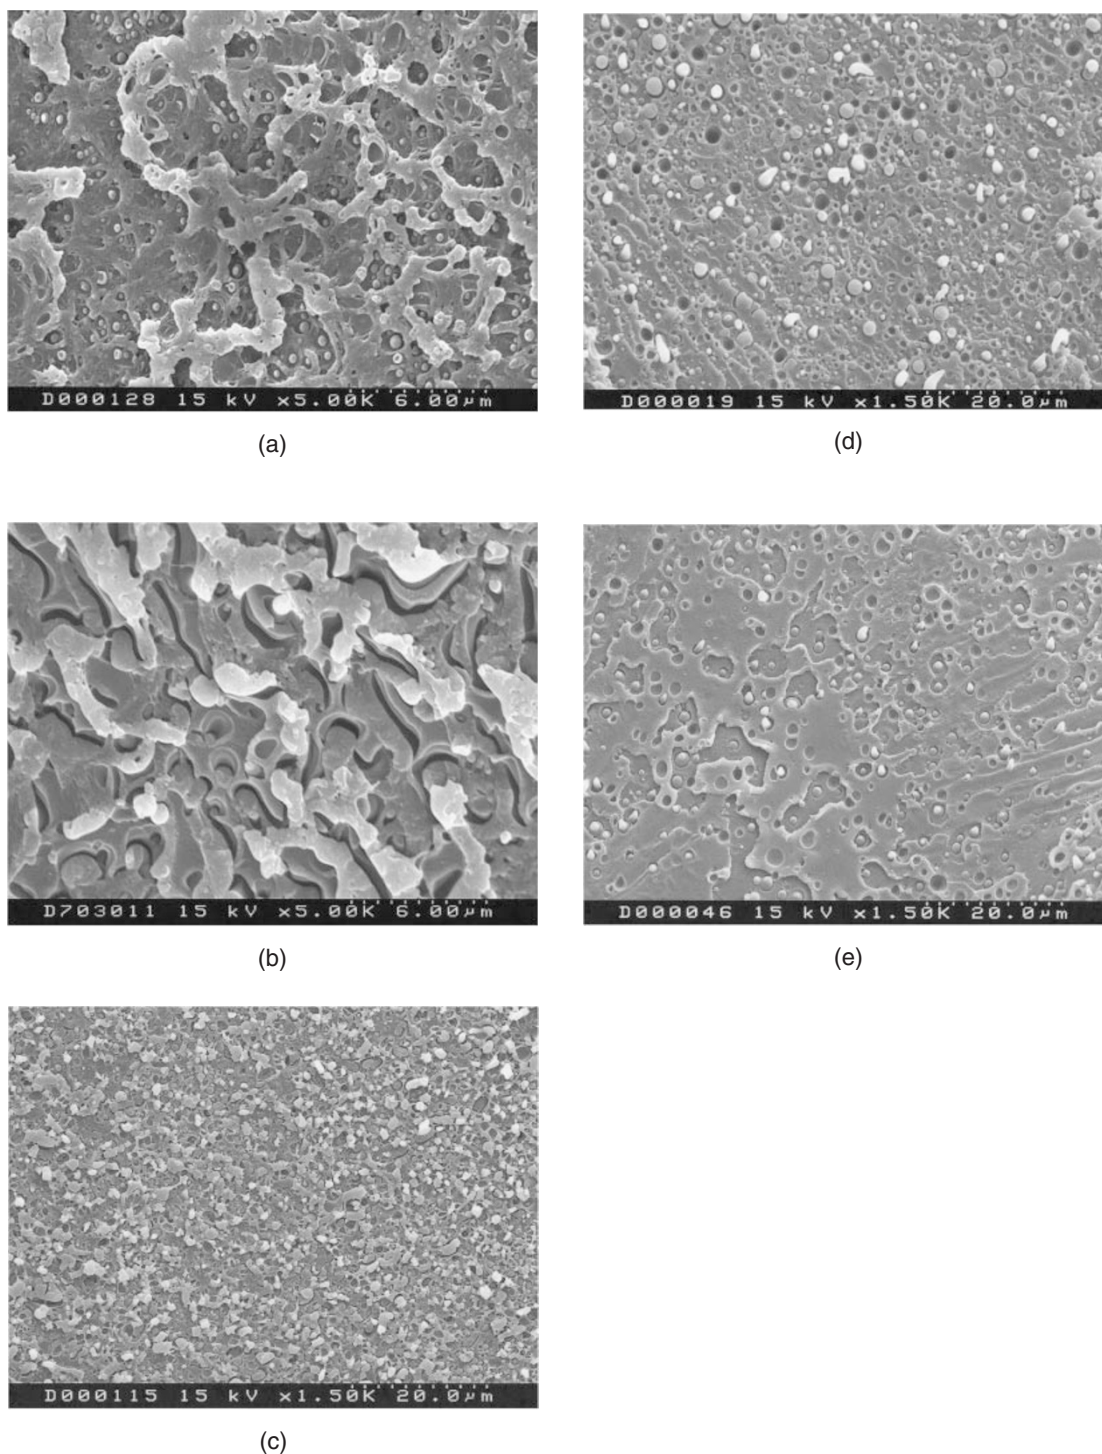 D000128 15 kV x5.00K 6.00µm
(a)
D000019 15 kV x1.50K 20.0µm
(d)
D703011 15 kV x5.00K 6.00µm
(b)
D000046 15 kV x1.50K 20.0µm
(e)
D000115 15 kV x1.50K 20.0µm
(c)